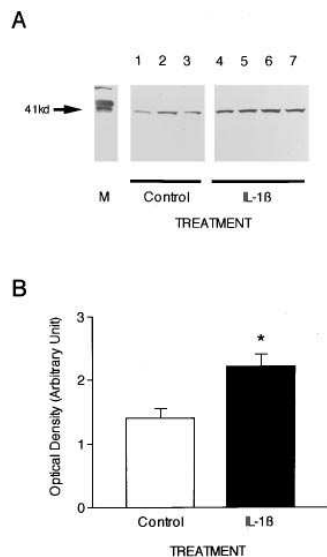 A
1 2 3 4 5 6 7
41kd
M Control IL-1ß
TREATMENT
B
3
2
1
0
Optical Density (Arbitrary Unit)
*
Control IL-1ß
TREATMENT